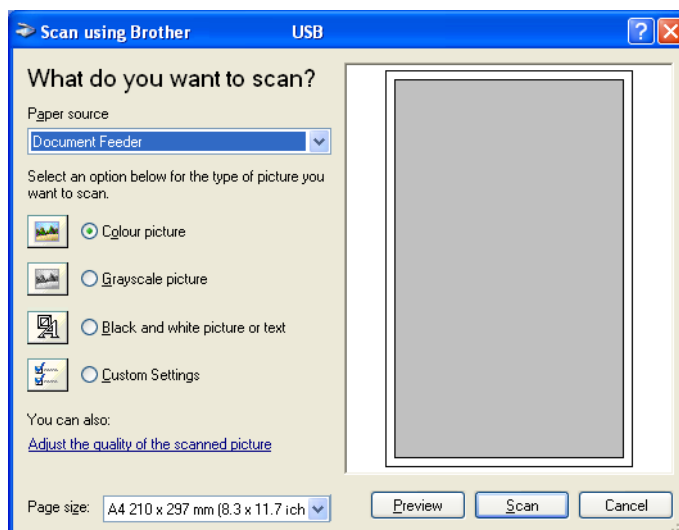 Scan using Brother USB
What do you want to scan?
Paper source
Document Feeder
Select an option below for the type of picture you
want to scan.
Colour picture
Grayscale picture
Black and white picture or text
Custom Settings
You can also:
Adjust the quality of the scanned picture
Page size: A4 210 x 297 mm (8.3 x 11.7 ich
Preview Scan Cancel